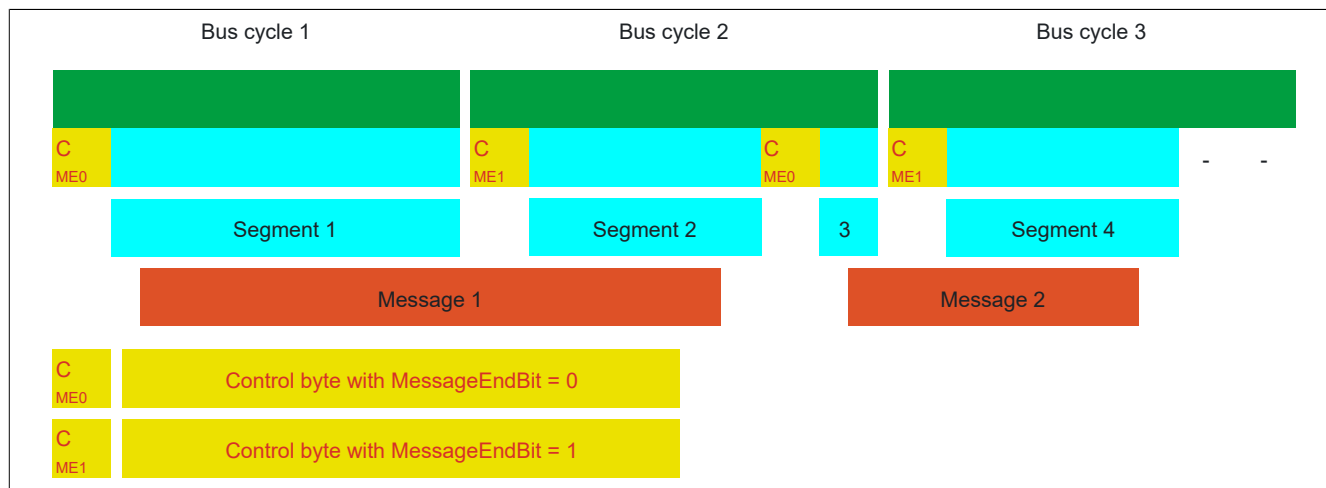 Bus cycle 1 Bus cycle 2 Bus cycle 3
C C C C
ME0 ME1 ME0 ME1 - -
Segment 1 Segment 2 3 Segment 4
Message 1 Message 2
C
ME0 Control byte with MessageEndBit = 0
C
ME1 Control byte with MessageEndBit = 1